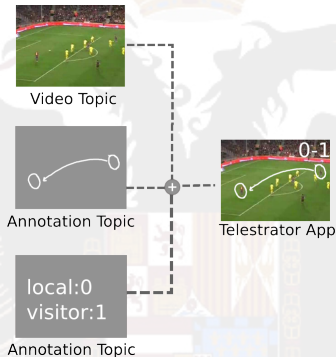 Video Topic
Annotation Topic
local:0
visitor:1
Annotation Topic
0-1
Telestrator App